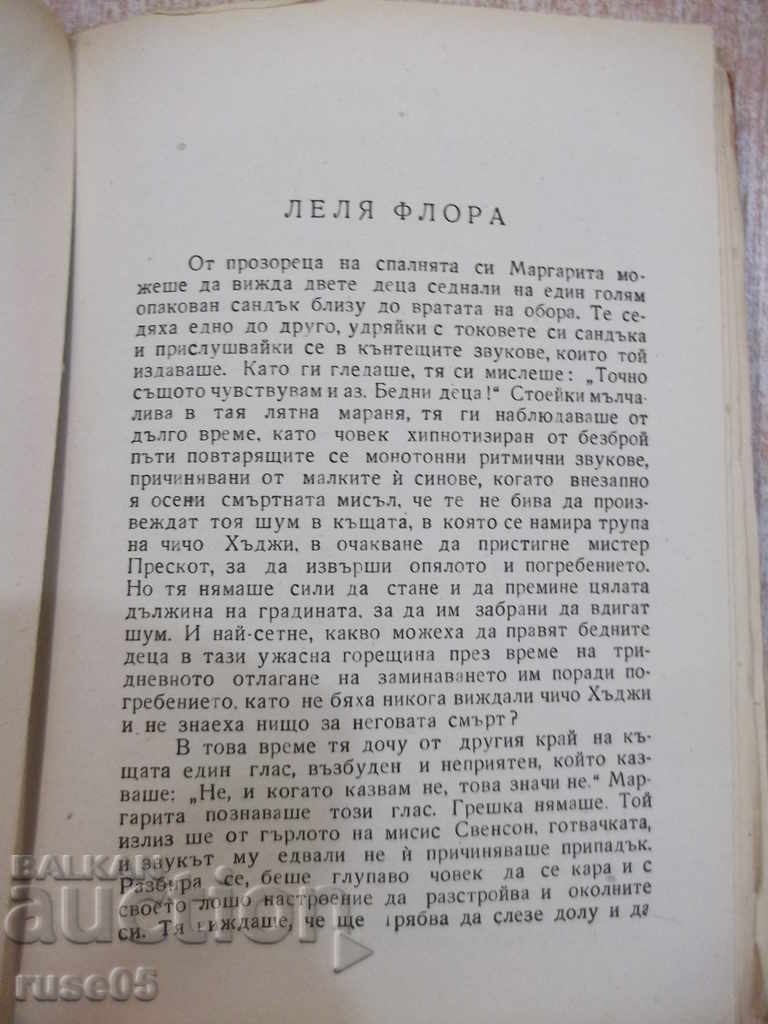 ЛЕЛЯ ФЛОРА
От прозореца на спалнята си Маргарита мо-
жеше да вижда двете деца седнали на един голям
опакован сандък близу до вратата на обора. Те се-
дяха едно до друго, удряйки с токовете си сандъка
и прислушвайки се в кънтещите звукове, които той
издаваше. Като ги гледаше, тя си мислеше: „Точно
същото чувствувам и аз. Бедни деца!“ Стоейки мълча-
лива в тая лятна мараня, тя ги наблюдаваше от
дълго време, като човек хипнотизиран от безброй
пъти повтарящите се монотонни ритмични звукове,
причинявани от малките ѝ синове, когато внезапно
я осени смъртната мисъл, че те не бива да произ-
веждат тоя шум в къщата, в която се намира трупа
на чичо Хъджи, в очакване да пристигне мистер
Прескот, за да извърши опялото и погребението.
Но тя нямаше сили да стане и да премине цялата
дължина на градината, за да им забрани да вдигат
шум. И най-сетне, какво можеха да правят бедните
деца в тази ужасна горещина през време на три-
дневното отлагане на заминаването им поради по-
гребението, като не бяха никога виждали чичо Хъджи
и не знаеха нищо за неговата смърт?
В това време тя дочу от другия край на къ-
щата един глас, възбуден и неприятен, който каз-
ваше: „Не, и когато казвам не, това значи не.“ Мар-
гарита познаваше този глас. Грешка нямаше. Той
излиз ше от гърлото на мисис Свенсон, готвачката,
и звукът му едвали не ѝ причиняваше припадък.
Разбира се, беше глупаво човек да се кара и с
своето лошо настроение да разстройва и околните
си. Тя виждаше, че ще трябва да слезе долу и да
BALKAN
auction
ruse05